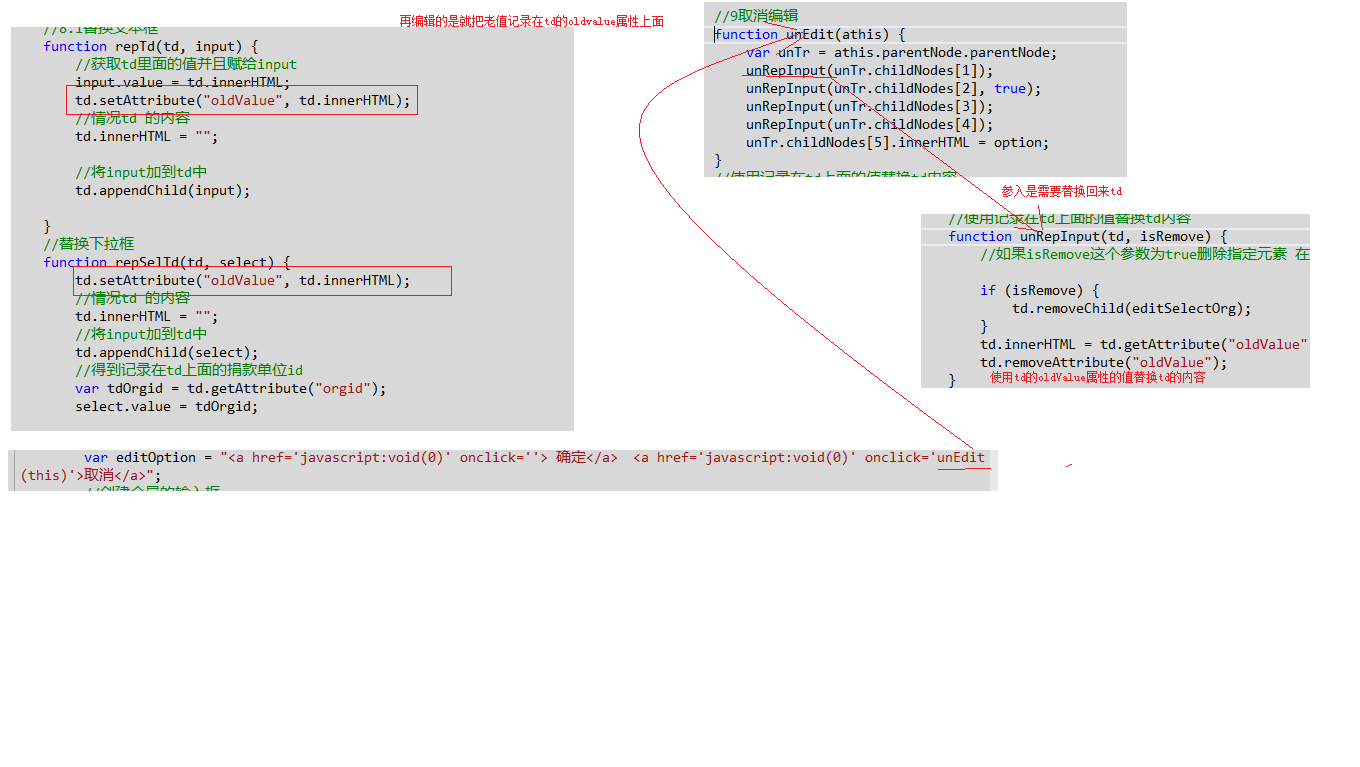 再编辑的是就把老值记录在td的oldvalue属性上面
//8.1替换文本框
function repTd(td, input) {
//获取td里面的值并且赋给input
input.value = td.innerHTML;
td.setAttribute("oldValue", td.innerHTML);
//情况td 的内容
td.innerHTML = "";
//将input加到td中
td.appendChild(input);
}
//替换下拉框
function repSelTd(td, select) {
td.setAttribute("oldValue", td.innerHTML);
//情况td 的内容
td.innerHTML = "";
//将input加到td中
td.appendChild(select);
//得到记录在td上面的捐款单位id
var tdOrgid = td.getAttribute("orgid");
select.value = tdOrgid;
//9取消编辑
function unEdit(athis) {
var unTr = athis.parentNode.parentNode;
unRepInput(unTr.childNodes[1]);
unRepInput(unTr.childNodes[2], true);
unRepInput(unTr.childNodes[3]);
unRepInput(unTr.childNodes[4]);
unTr.childNodes[5].innerHTML = option;
}
//使用记录在td上面的值替换td内容
参入是需要替换回来td
//使用记录在td上面的值替换td内容
function unRepInput(td, isRemove) {
//如果isRemove这个参数为true删除指定元素 在
if (isRemove) {
td.removeChild(editSelectOrg);
}
td.innerHTML = td.getAttribute("oldValue"
td.removeAttribute("oldValue");
}
使用td的oldValue属性的值替换td的内容
var editOption = "<a href='javascript:void(0)' onclick=''> 确定</a>  <a href='javascript:void(0)' onclick='unEdit
(this)'>取消</a>";
//创建全局的输入框